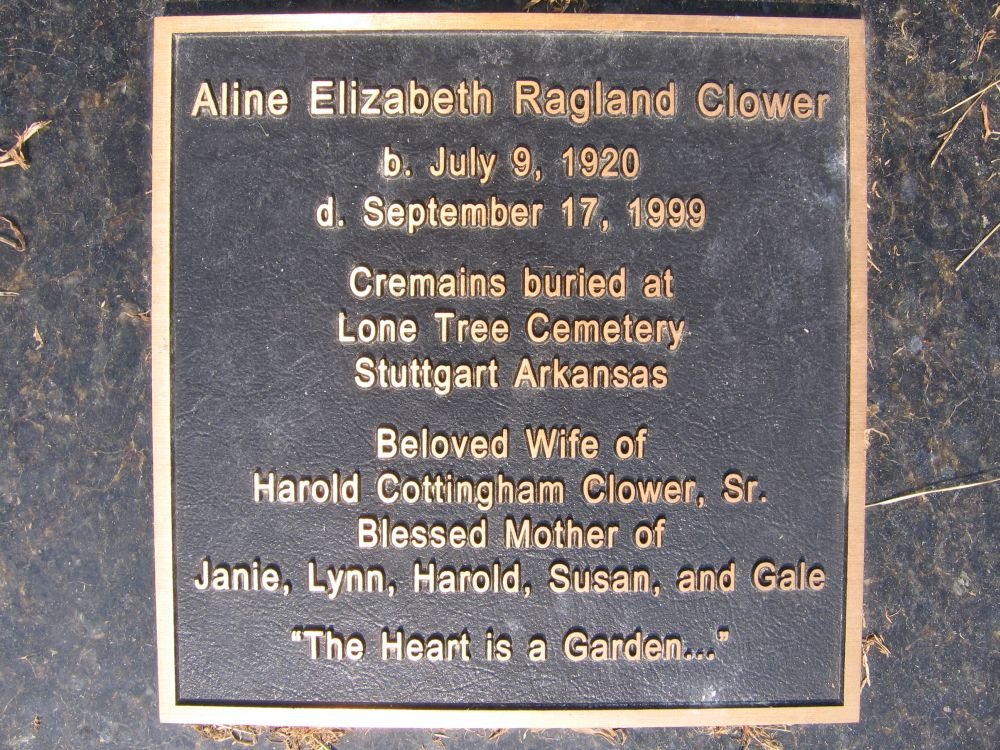 Aline Elizabeth Ragland Clower
b. July 9, 1920
d. September 17, 1999
Cremains buried at
Lone Tree Cemetery
Stuttgart Arkansas
Beloved Wife of
Harold Cottingham Clower, Sr.
Blessed Mother of
Janie, Lynn, Harold, Susan, and Gale
“The Heart is a Garden...”